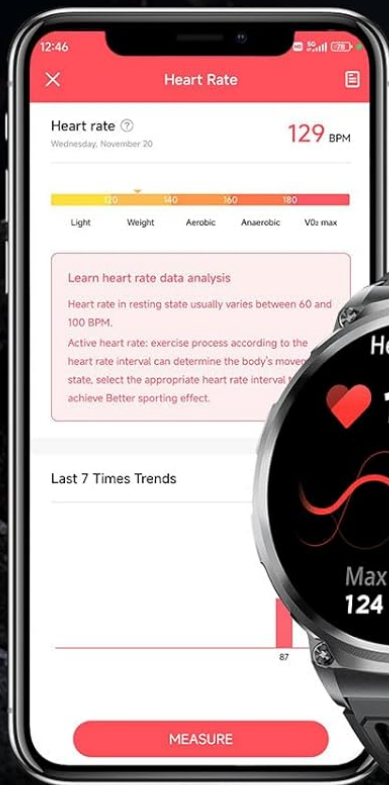 12:46
5G
Heart Rate
Heart rate
129 BPM
Wednesday, November 20
120 140 160 180
Light Weight Aerobic Anaerobic VO₂ max
Learn heart rate data analysis
Heart rate in resting state usually varies between 60 and
100 BPM.
Active heart rate: exercise process according to the
heart rate interval can determine the body's
state, select the appropriate heart rate interval
achieve Better sporting effect.
Last 7 Times Trends
87
MEASURE
Max
124